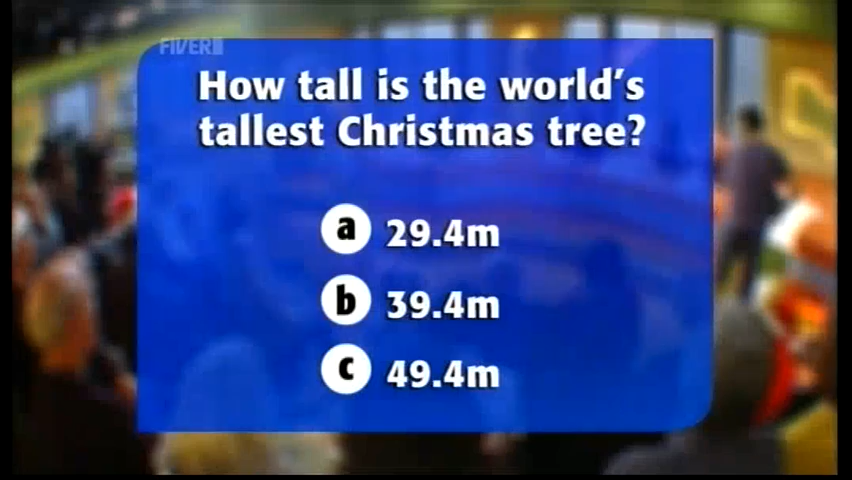 FIVER
How tall is the world's
tallest Christmas tree?
a 29.4m
b 39.4m
c 49.4m